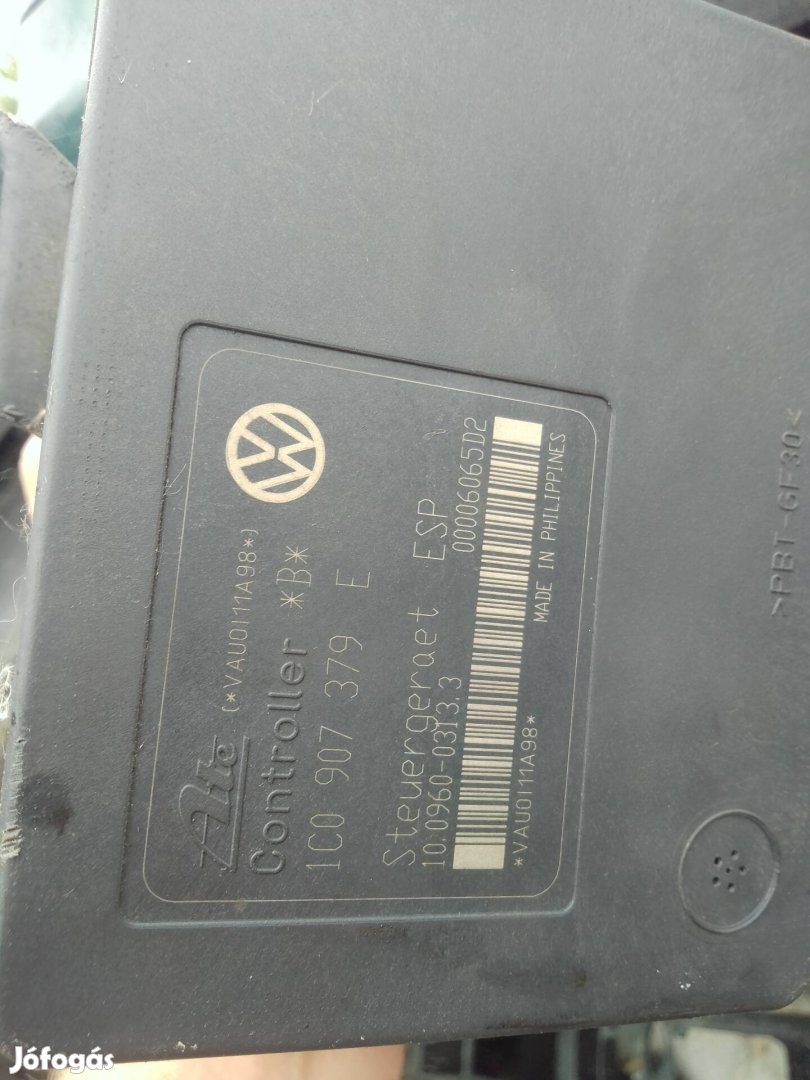 (*VAU0111A98*)
Ate
Controller *B*
1C0 907 379 E
Steuergeraet ESP
10.0960-0313.3 00006065D2
*VAU0111A98* MADE IN PHILIPPINES
>PBT-GF30<
Jófogás